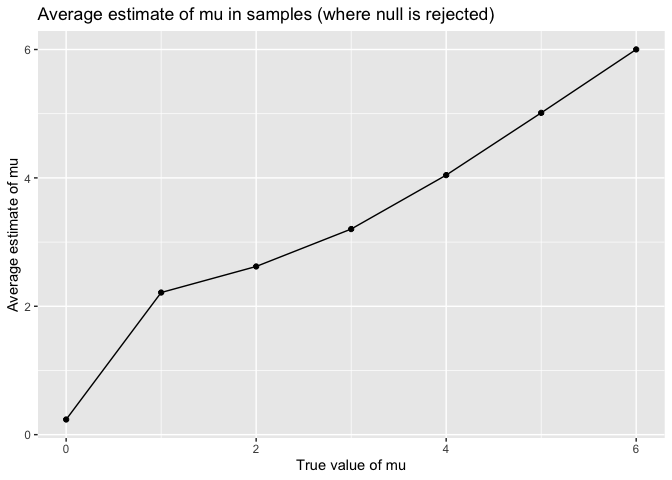 Average estimate of mu in samples (where null is rejected)
Average estimate of mu
6
4
2
0
0
2
4
6
True value of mu